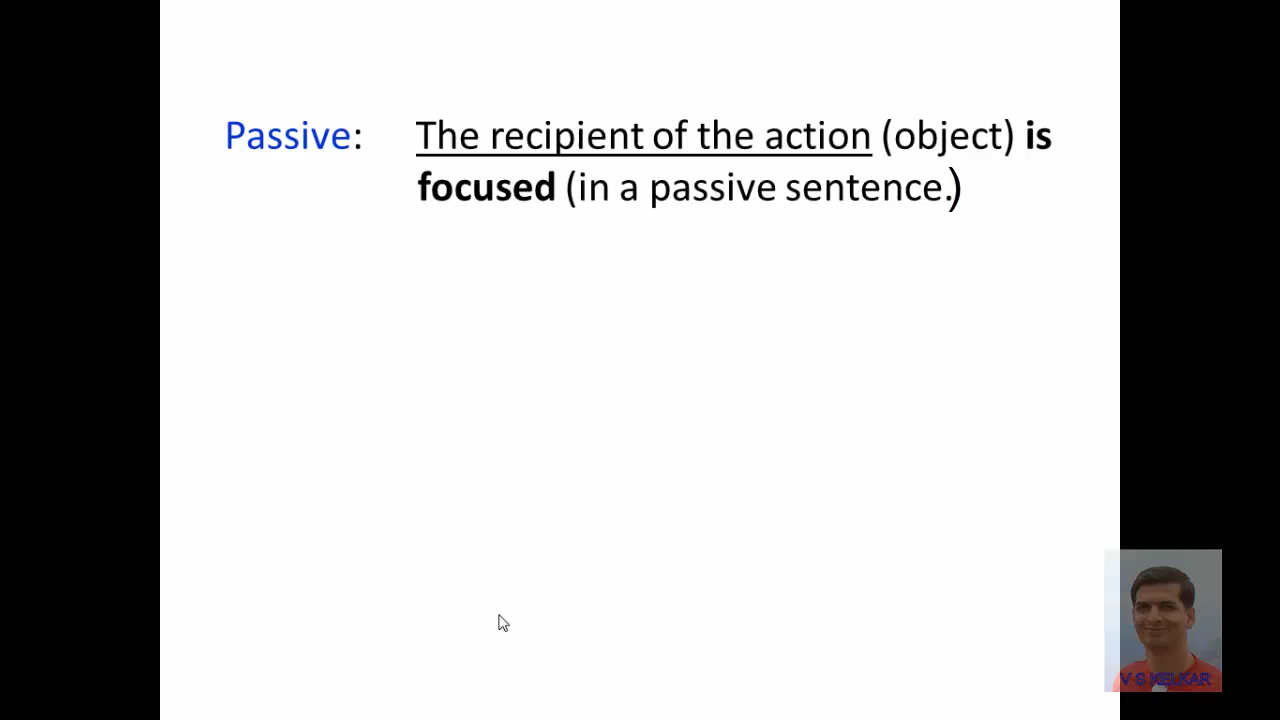 Passive: The recipient of the action (object) is
focused (in a passive sentence.)
V S KELKAR